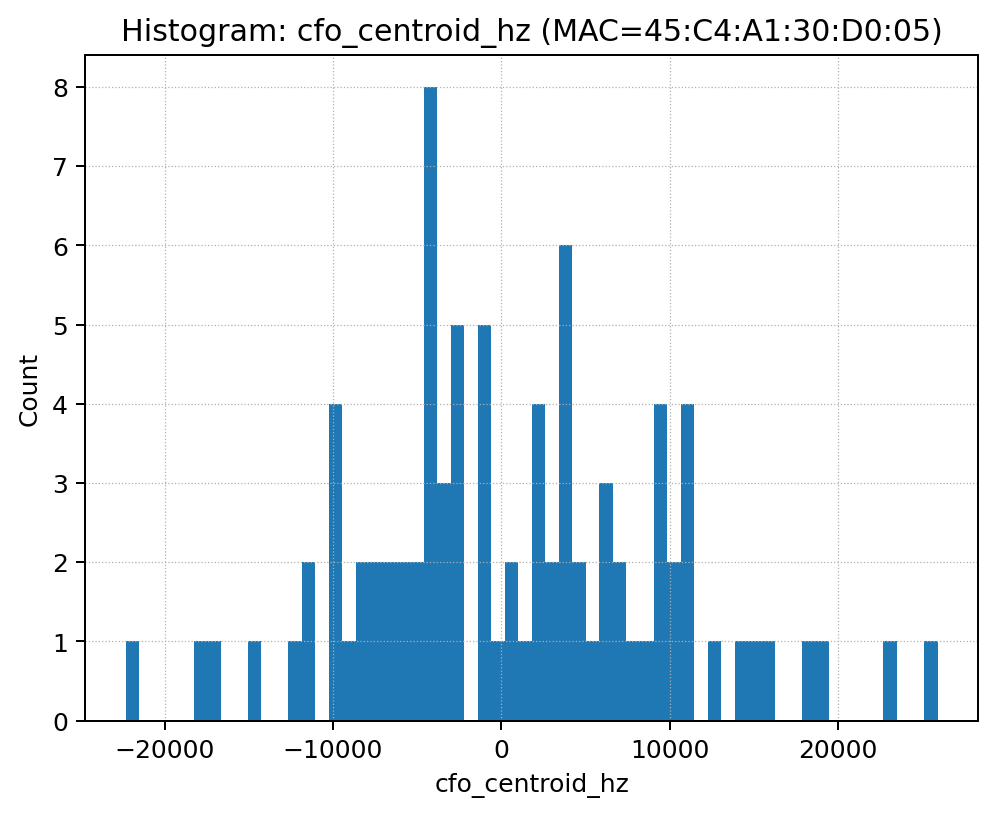 Histogram: cfo_centroid_hz (MAC=45:C4:A1:30:D0:05)
8
7
6
5
4
3
2
1
0
Count
−20000 −10000 0 10000 20000
cfo_centroid_hz